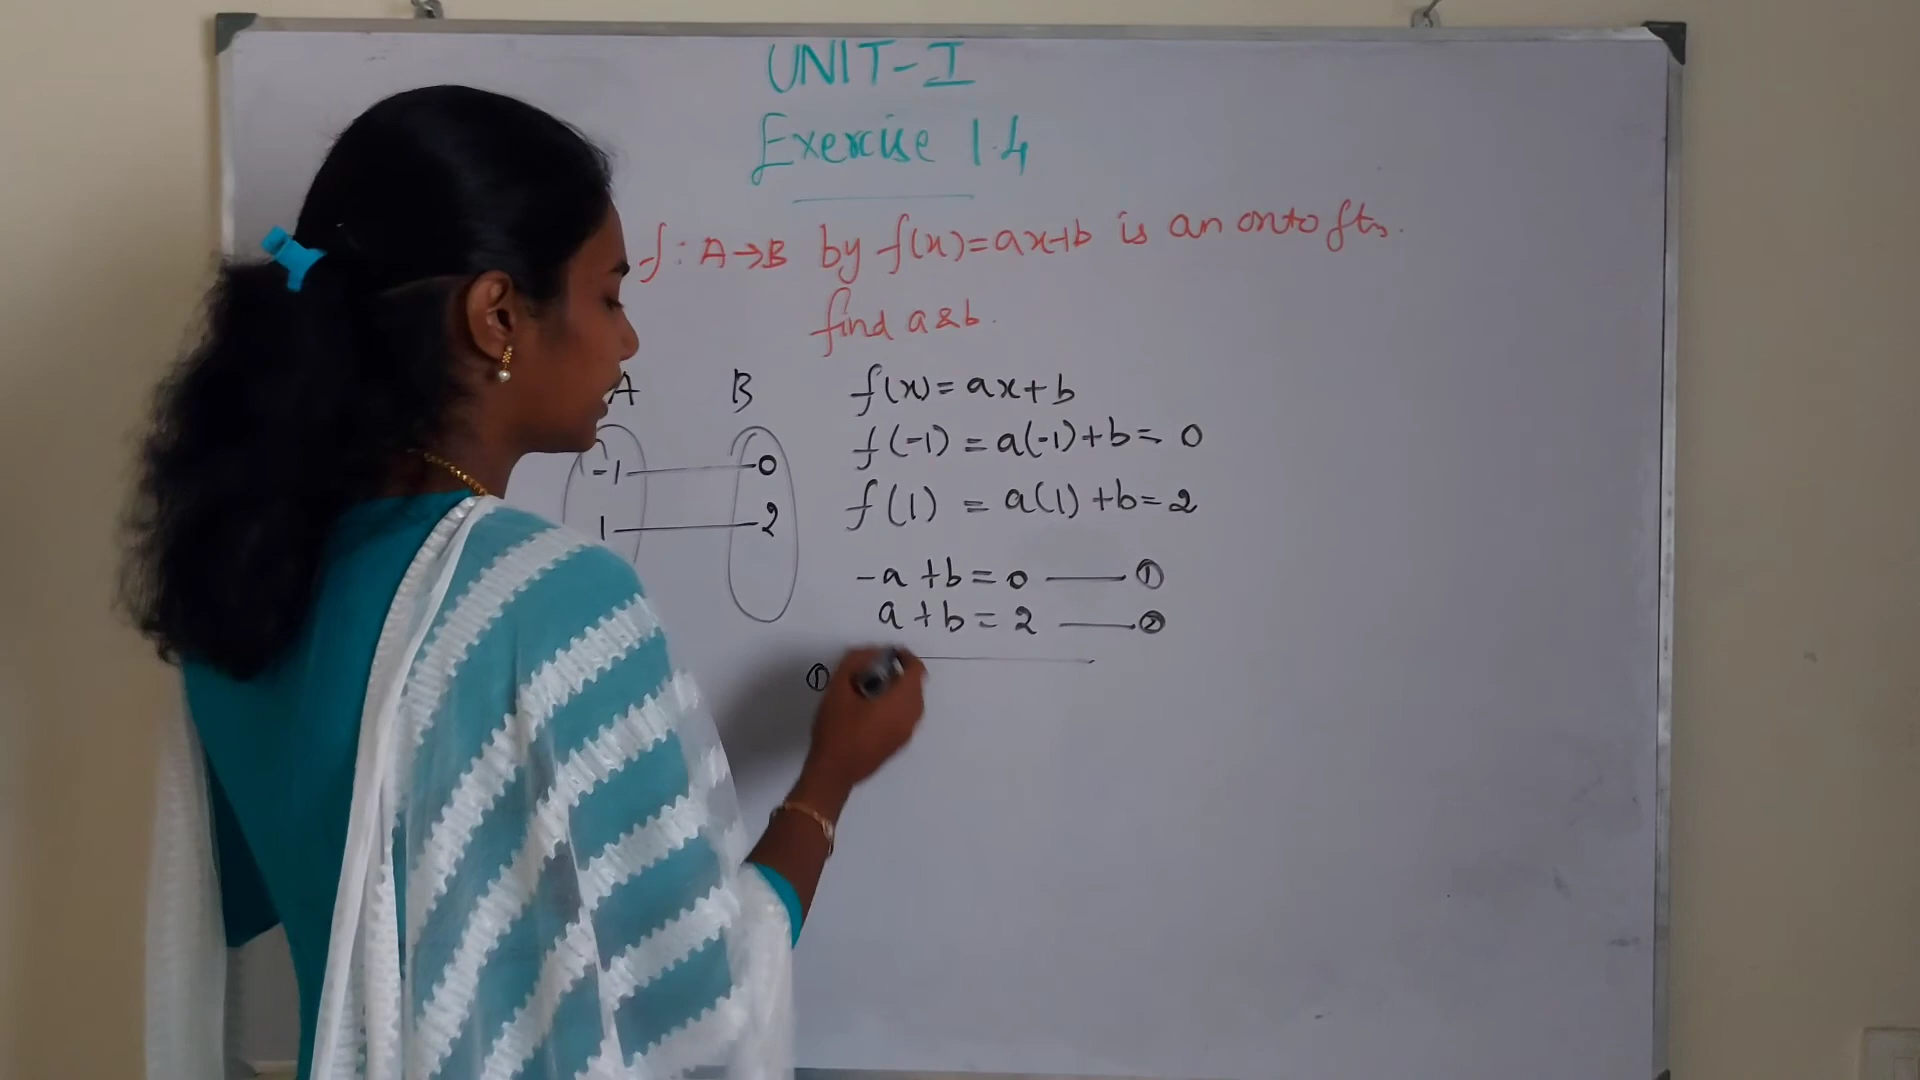 UNIT-I
Exercise 1.4
f: A→B by f(x)=ax+b is an onto ftn.
find a & b.
A B
-1 0
1 2
f(x) = ax+b
f(-1) = a(-1)+b = 0
f(1) = a(1)+b=2
-a+b=0 —— ①
a+b=2 —— ②
①